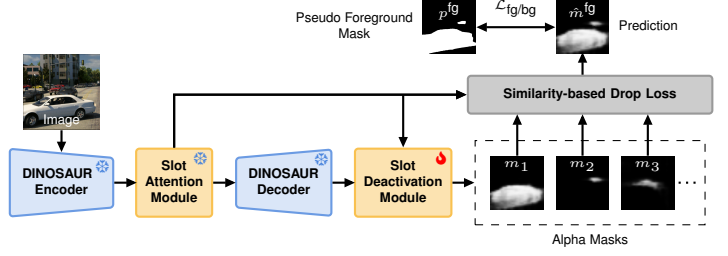 Pseudo Foreground
Mask
p^fg
L_fg/bg
m̂^fg
Prediction
Similarity-based Drop Loss
Image
DINOSAUR
Encoder
Slot
Attention
Module
DINOSAUR
Decoder
Slot
Deactivation
Module
m_1
m_2
m_3
...
Alpha Masks